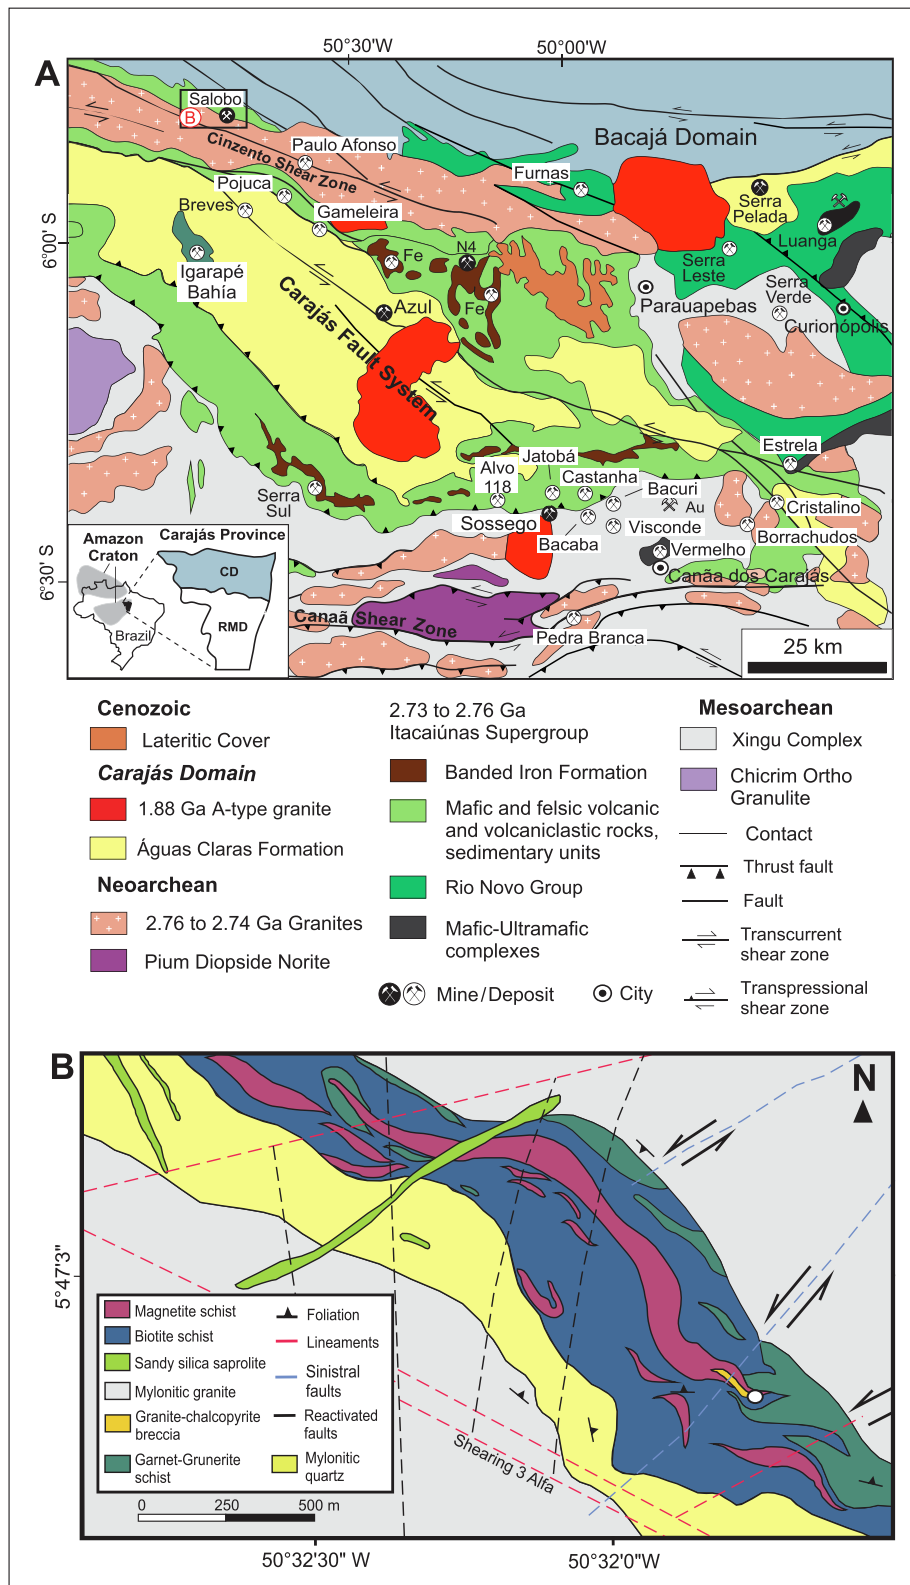 50°30'W
50°00'W
A
Salobo
B
Bacajá Domain
Cinzento Shear Zone
Paulo Afonso
Furnas
Pojuca
Breves
Gameleira
Serra
Pelada
Luanga
6°00' S
Igarapé
Bahía
Fe
N4
Fe
Serra
Leste
Serra
Verde
Parauapebas
Curionópolis
Azul
Carajás Fault System
Estrela
Jatobá
Alvo
118
Castanha
Bacuri
Au
Cristalino
Serra
Sul
Sossego
Bacaba
Visconde
Borrachudos
Vermelho
Canãa dos Carajás
6°30' S
Canaã Shear Zone
Pedra Branca
Amazon
Craton
Carajás Province
CD
RMD
Brazil
25 km
Cenozoic
Lateritic Cover
Carajás Domain
1.88 Ga A-type granite
Águas Claras Formation
Neoarchean
2.76 to 2.74 Ga Granites
Pium Diopside Norite
2.73 to 2.76 Ga
Itacaiúnas Supergroup
Banded Iron Formation
Mafic and felsic volcanic
and volcaniclastic rocks,
sedimentary units
Rio Novo Group
Mafic-Ultramafic
complexes
Mine/Deposit
City
Mesoarchean
Xingu Complex
Chicrim Ortho
Granulite
Contact
Thrust fault
Fault
Transcurrent
shear zone
Transpressional
shear zone
B
N
5°47'3"
Magnetite schist
Biotite schist
Sandy silica saprolite
Mylonitic granite
Granite-chalcopyrite
breccia
Garnet-Grunerite
schist
Foliation
Lineaments
Sinistral
faults
Reactivated
faults
Mylonitic
quartz
0
250
500 m
Shearing 3 Alfa
50°32'30" W
50°32'0"W